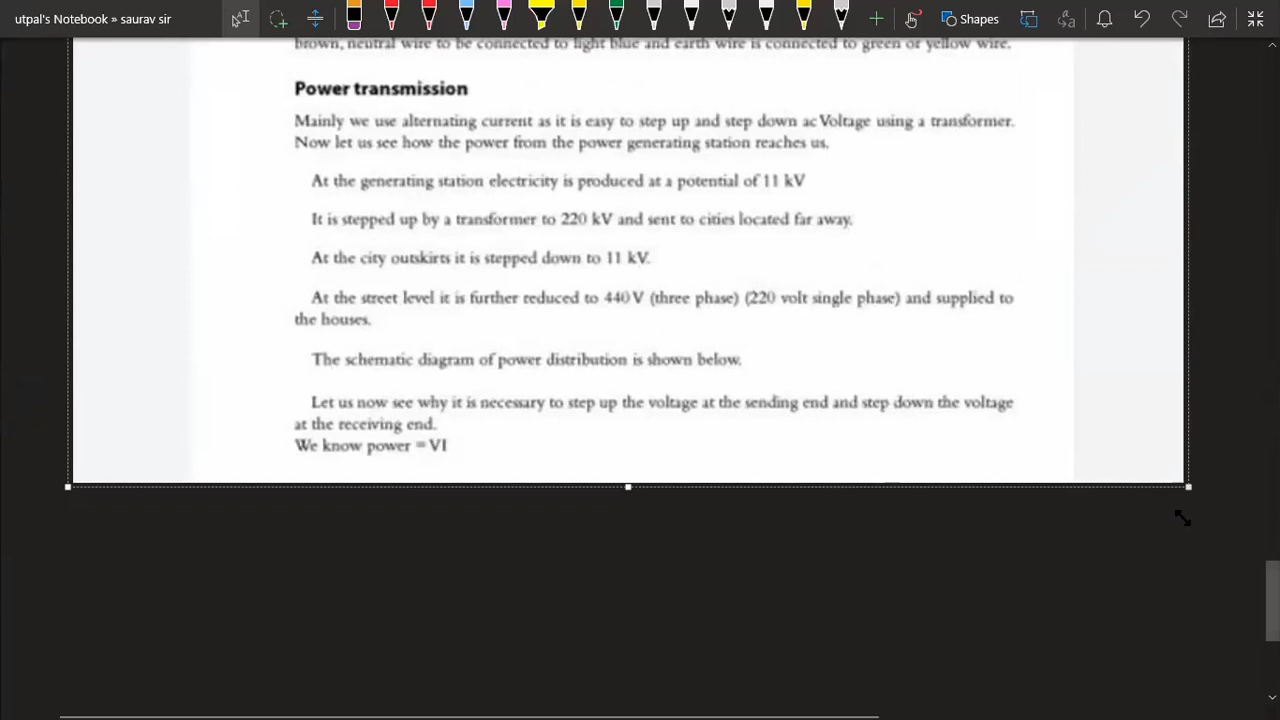 utpal's Notebook » saurav sir
Shapes
brown, neutral wire to be connected to light blue and earth wire is connected to green or yellow wire.
Power transmission
Mainly we use alternating current as it is easy to step up and step down ac Voltage using a transformer.
Now let us see how the power from the power generating station reaches us.
At the generating station electricity is produced at a potential of 11 kV
It is stepped up by a transformer to 220 kV and sent to cities located far away.
At the city outskirts it is stepped down to 11 kV.
At the street level it is further reduced to 440 V (three phase) (220 volt single phase) and supplied to
the houses.
The schematic diagram of power distribution is shown below.
Let us now see why it is necessary to step up the voltage at the sending end and step down the voltage
at the receiving end.
We know power = VI